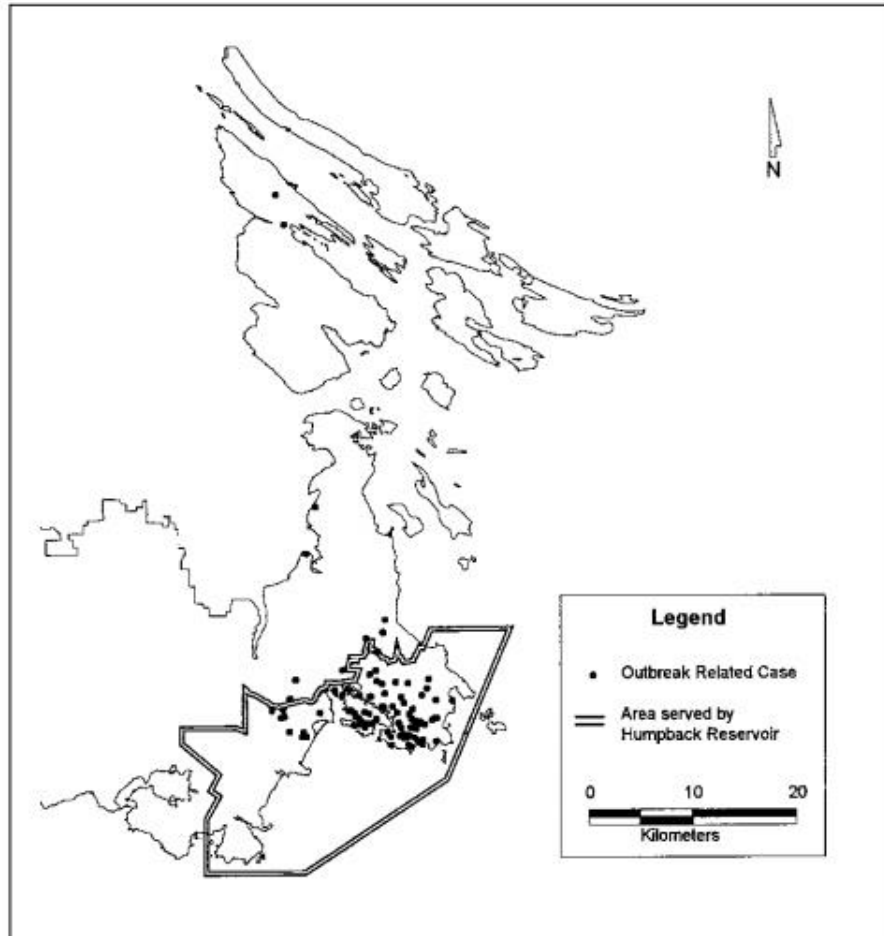 N
Legend
Outbreak Related Case
Area served by
Humpback Reservoir
0 10 20
Kilometers